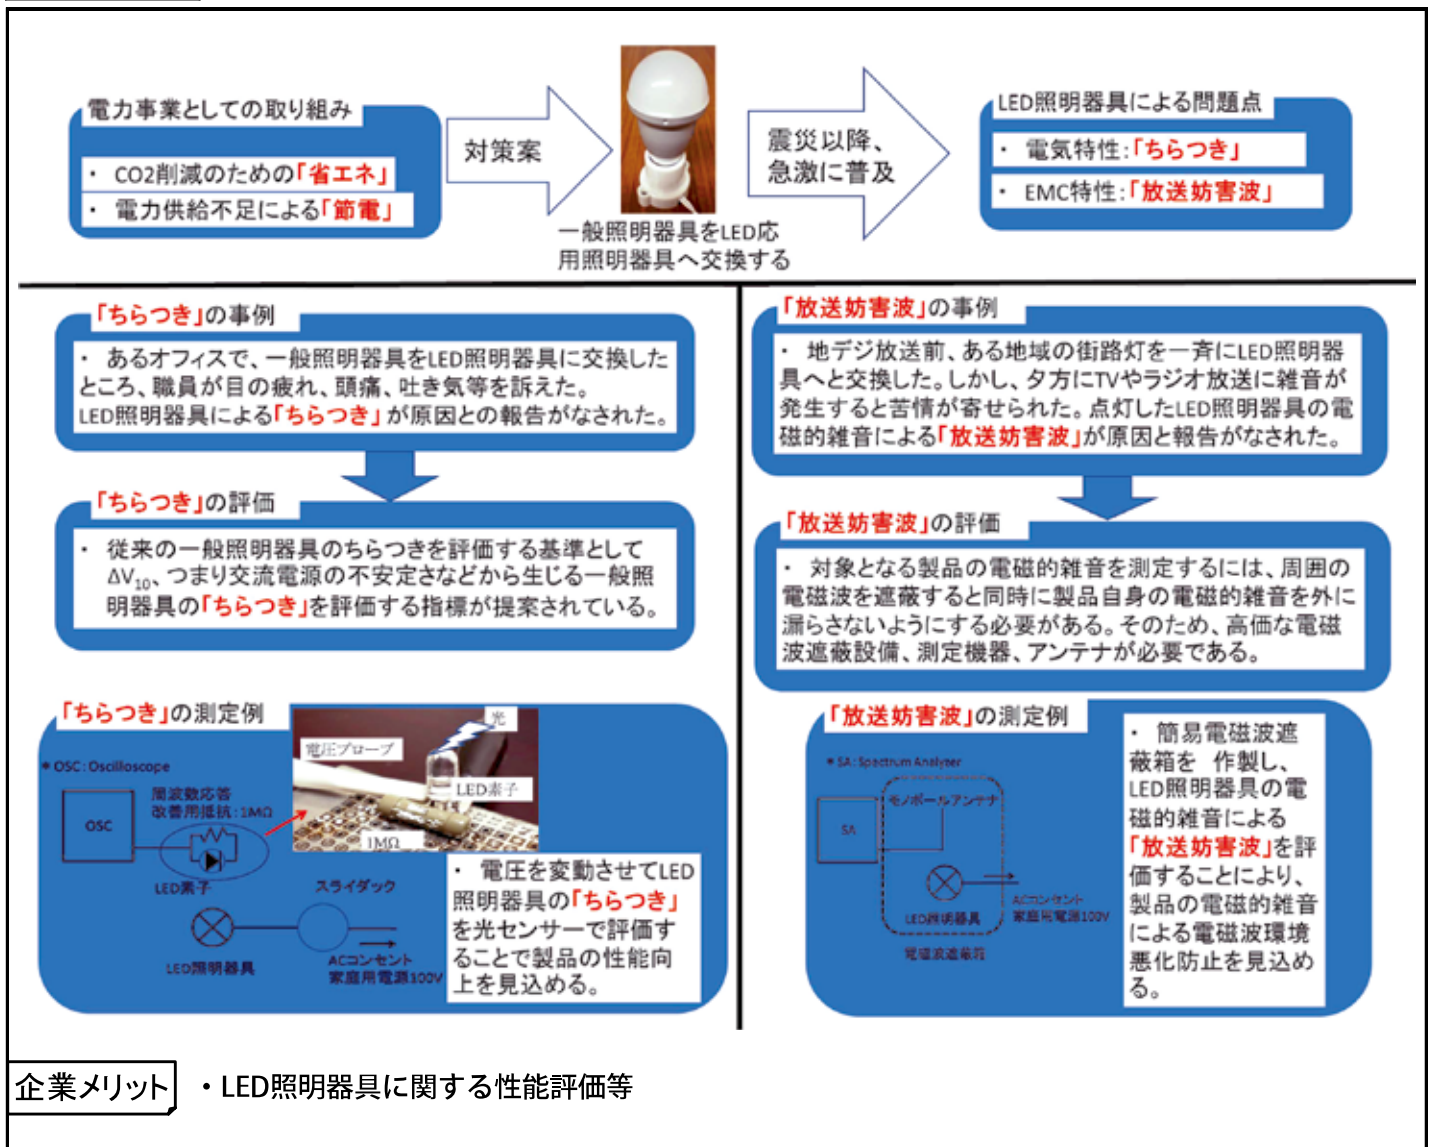 電力事業としての取り組み
・ CO2削減のための「省エネ」
・ 電力供給不足による「節電」
対策案
一般照明器具をLED応
用照明器具へ交換する
震災以降、
急激に普及
LED照明器具による問題点
・ 電気特性:「ちらつき」
・ EMC特性:「放送妨害波」
「ちらつき」の事例
・ あるオフィスで、一般照明器具をLED照明器具に交換した
ところ、職員が目の疲れ、頭痛、吐き気等を訴えた。
LED照明器具による「ちらつき」が原因との報告がなされた。
「ちらつき」の評価
・ 従来の一般照明器具のちらつきを評価する基準として
ΔV10、つまり交流電源の不安定さなどから生じる一般照
明器具の「ちらつき」を評価する指標が提案されている。
「ちらつき」の測定例
＊OSC:Oscilloscope
OSC
周波数応答
改善用抵抗:1MΩ
LED素子
光
電圧プローブ
LED素子
1MΩ
スライダック
LED照明器具
ACコンセント
家庭用電源100V
・ 電圧を変動させてLED
照明器具の「ちらつき」
を光センサーで評価す
ることで製品の性能向
上を見込める。
「放送妨害波」の事例
・ 地デジ放送前、ある地域の街路灯を一斉にLED照明器
具へと交換した。しかし、夕方にTVやラジオ放送に雑音が
発生すると苦情が寄せられた。点灯したLED照明器具の電
磁的雑音による「放送妨害波」が原因と報告がなされた。
「放送妨害波」の評価
・ 対象となる製品の電磁的雑音を測定するには、周囲の
電磁波を遮蔽すると同時に製品自身の電磁的雑音を外に
漏らさないようにする必要がある。そのため、高価な電磁
波遮蔽設備、測定機器、アンテナが必要である。
「放送妨害波」の測定例
＊SA:Spectrum Analyzer
SA
モノポールアンテナ
LED照明器具
ACコンセント
家庭用電源100V
電磁波遮蔽箱
・ 簡易電磁波遮
蔽箱を 作製し、
LED照明器具の電
磁的雑音による
「放送妨害波」を評
価することにより、
製品の電磁的雑音
による電磁波環境
悪化防止を見込め
る。
企業メリット
・LED照明器具に関する性能評価等